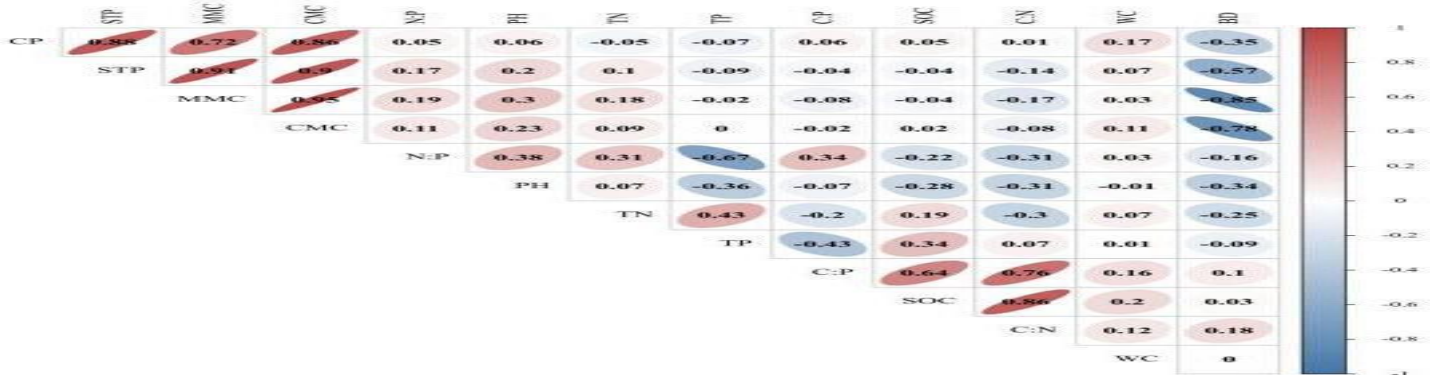 STP MMC CMC N:P PH TN TP C:P SOC C:N WC BD
CP 0.88 0.72 0.86 0.05 0.06 -0.05 -0.07 0.06 0.05 0.01 0.17 -0.35
STP 0.91 0.9 0.17 0.2 0.1 -0.09 -0.04 -0.04 -0.14 0.07 -0.57
MMC 0.95 0.19 0.3 0.18 -0.02 -0.08 -0.04 -0.17 0.03 -0.85
CMC 0.11 0.23 0.09 0 -0.02 0.02 -0.08 0.11 -0.78
N:P 0.38 0.31 -0.67 0.34 -0.22 -0.31 0.03 -0.16
PH 0.07 -0.36 -0.07 -0.28 -0.31 -0.01 -0.34
TN 0.43 -0.2 0.19 -0.3 0.07 -0.25
TP -0.43 0.34 0.07 0.01 -0.09
C:P 0.64 0.76 0.16 0.1
SOC 0.86 0.2 0.03
C:N 0.12 0.18
WC 0
1
0.8
0.6
0.4
0.2
0
-0.2
-0.4
-0.6
-0.8
-1